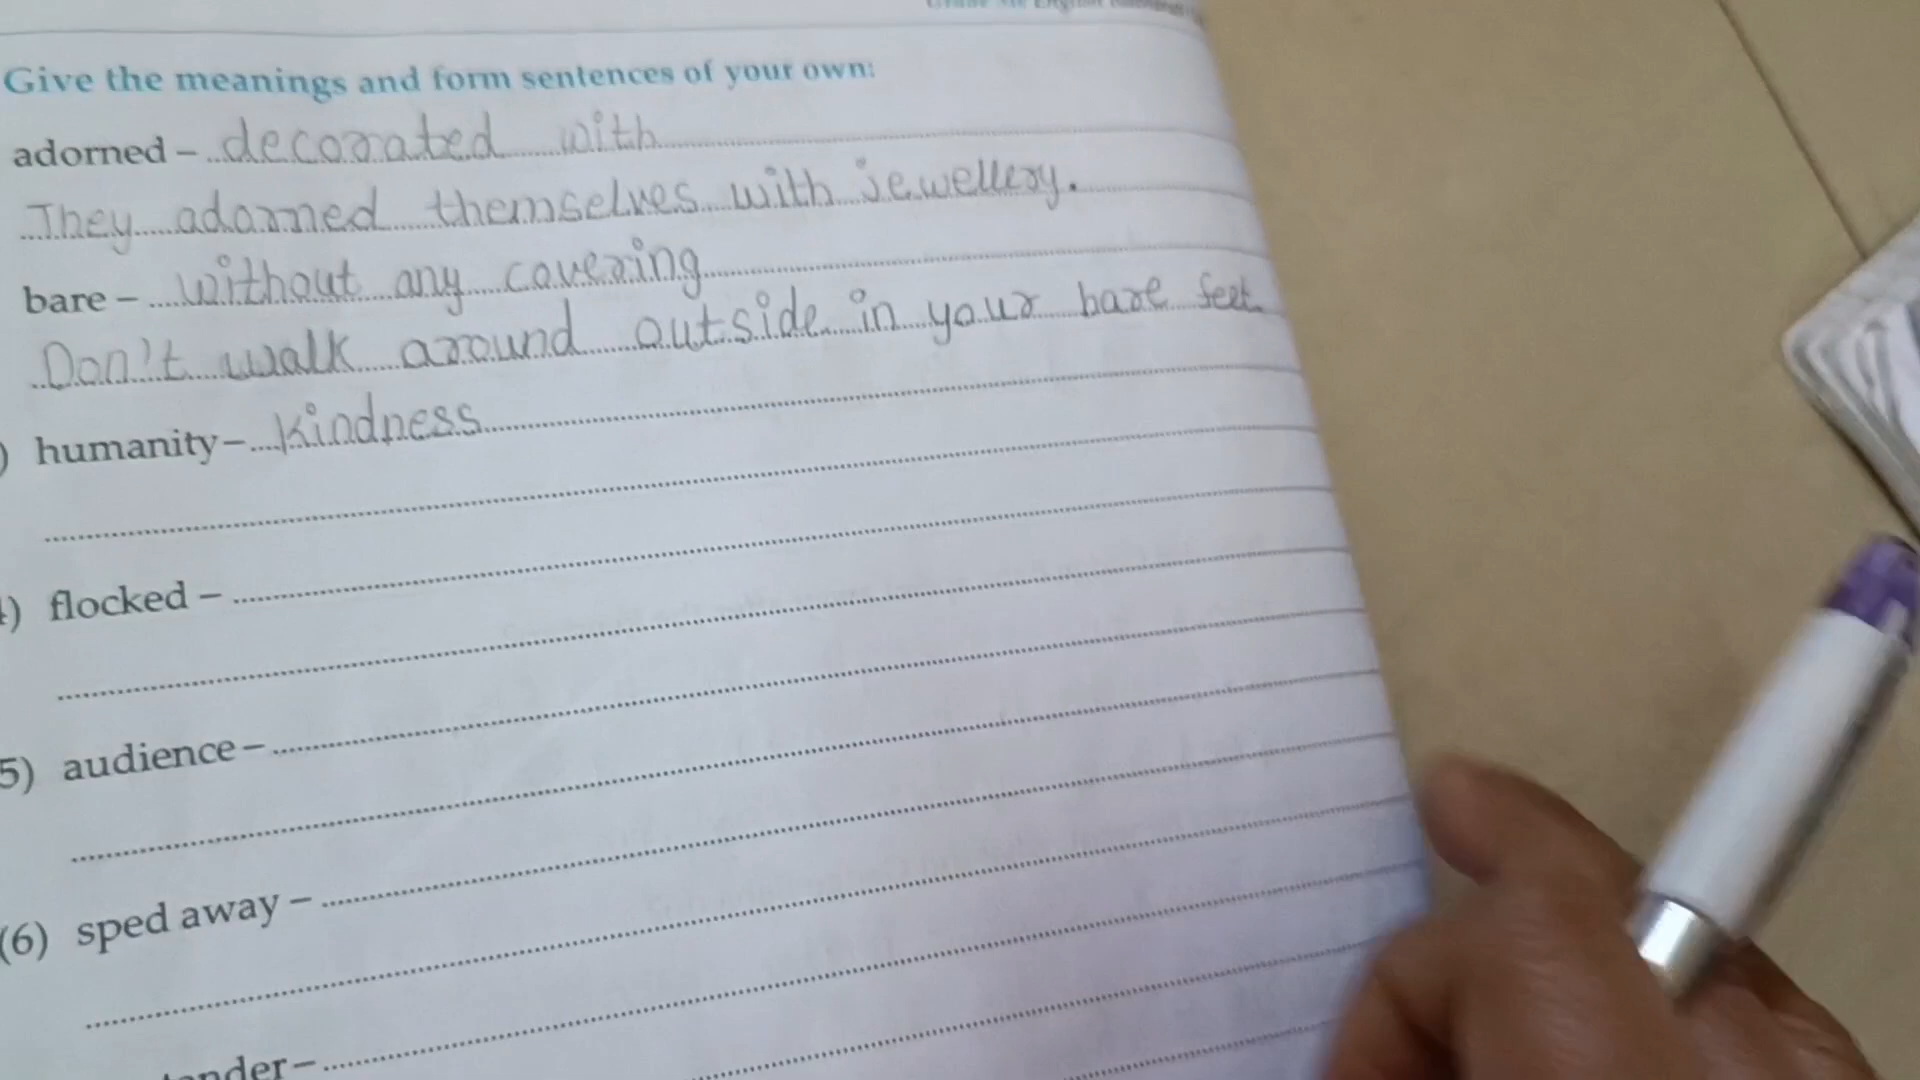 Give the meanings and form sentences of your own:
adorned – decorated with
They adorned themselves with jewellery.
bare – without any covering
Don't walk around outside in your bare feet
) humanity – kindness
) flocked –
5) audience –
(6) sped away –